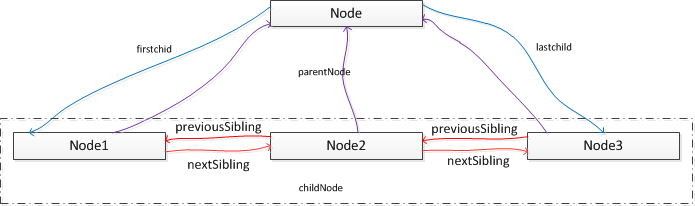 Node
firstchid
lastchild
parentNode
previousSibling
previousSibling
Node1
Node2
Node3
nextSibling
nextSibling
childNode